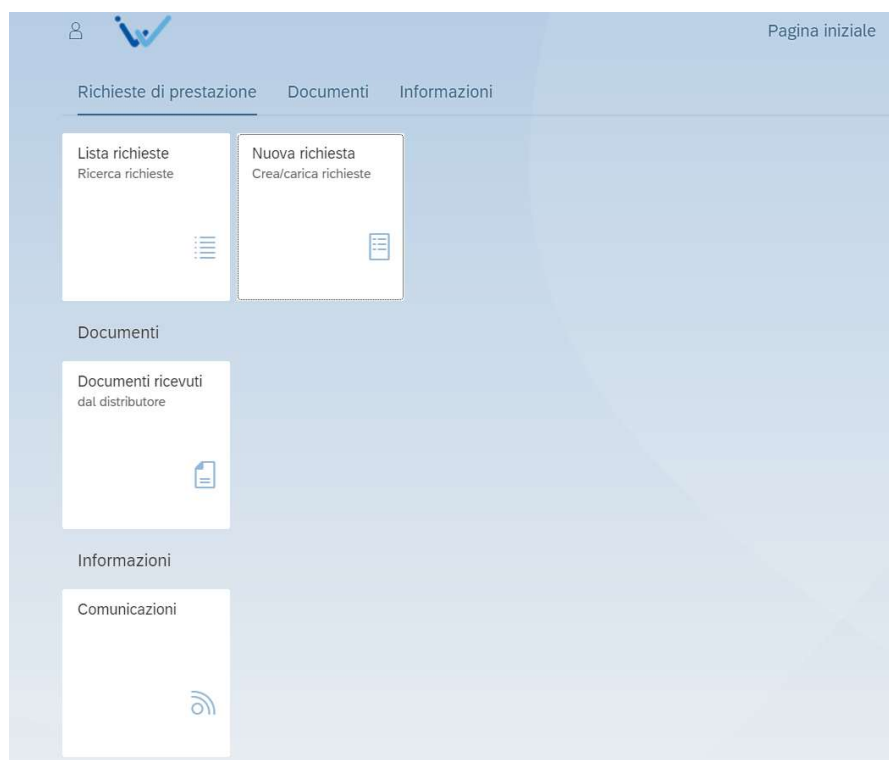 Pagina iniziale
Richieste di prestazione Documenti Informazioni
Lista richieste
Ricerca richieste
Nuova richiesta
Crea/carica richieste
Documenti
Documenti ricevuti
dal distributore
Informazioni
Comunicazioni